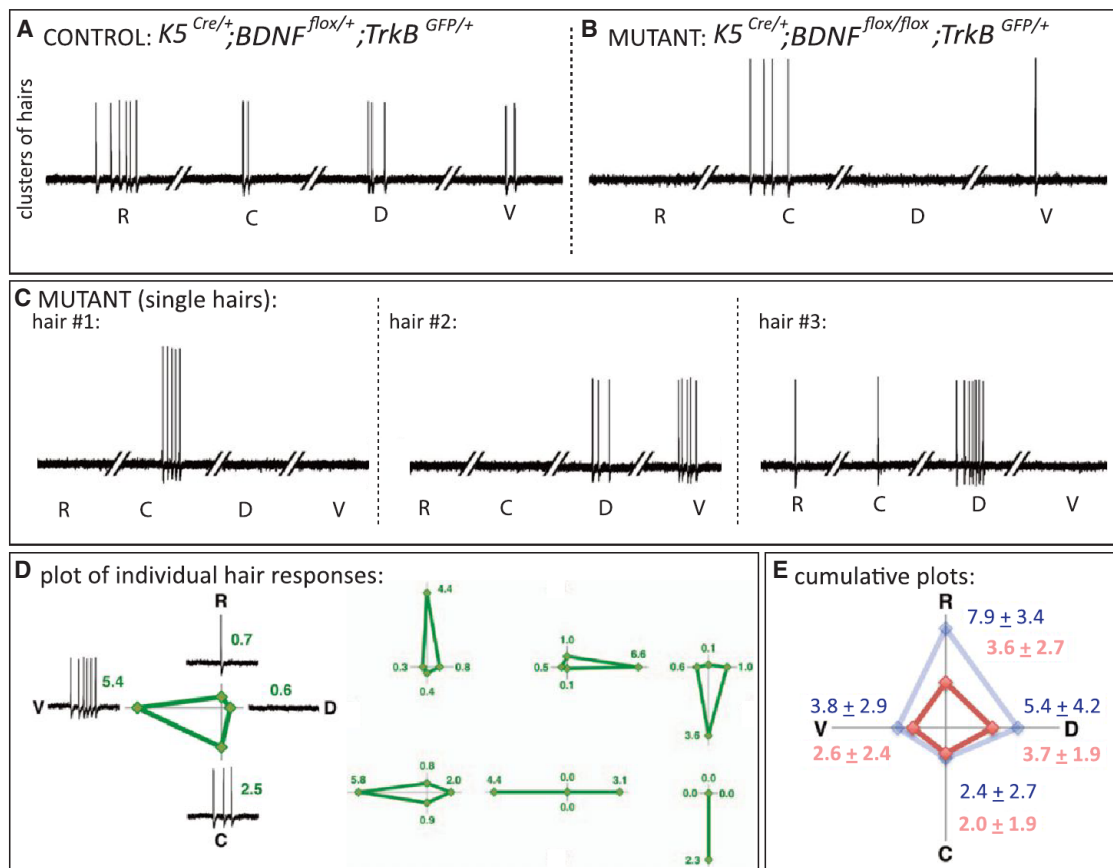 A CONTROL: K5 Cre/+;BDNF flox/+;TrkB GFP/+
clusters of hairs
R C D V
B MUTANT: K5 Cre/+;BDNF flox/flox;TrkB GFP/+
R C D V
C MUTANT (single hairs):
hair #1:
R C D V
hair #2:
R C D V
hair #3:
R C D V
D plot of individual hair responses:
R
0.7
5.4
V
0.6
D
2.5
C
4.4
0.3 0.8
0.4
1.0
0.5 6.6
0.1
0.1
0.6 1.0
3.6
0.8
5.8 2.0
0.9
0.0
4.4 3.1
0.0
0.0
0.0 0.0
2.3
E cumulative plots:
R
7.9 ± 3.4
3.6 ± 2.7
3.8 ± 2.9
V
2.6 ± 2.4
5.4 ± 4.2
D
3.7 ± 1.9
2.4 ± 2.7
2.0 ± 1.9
C